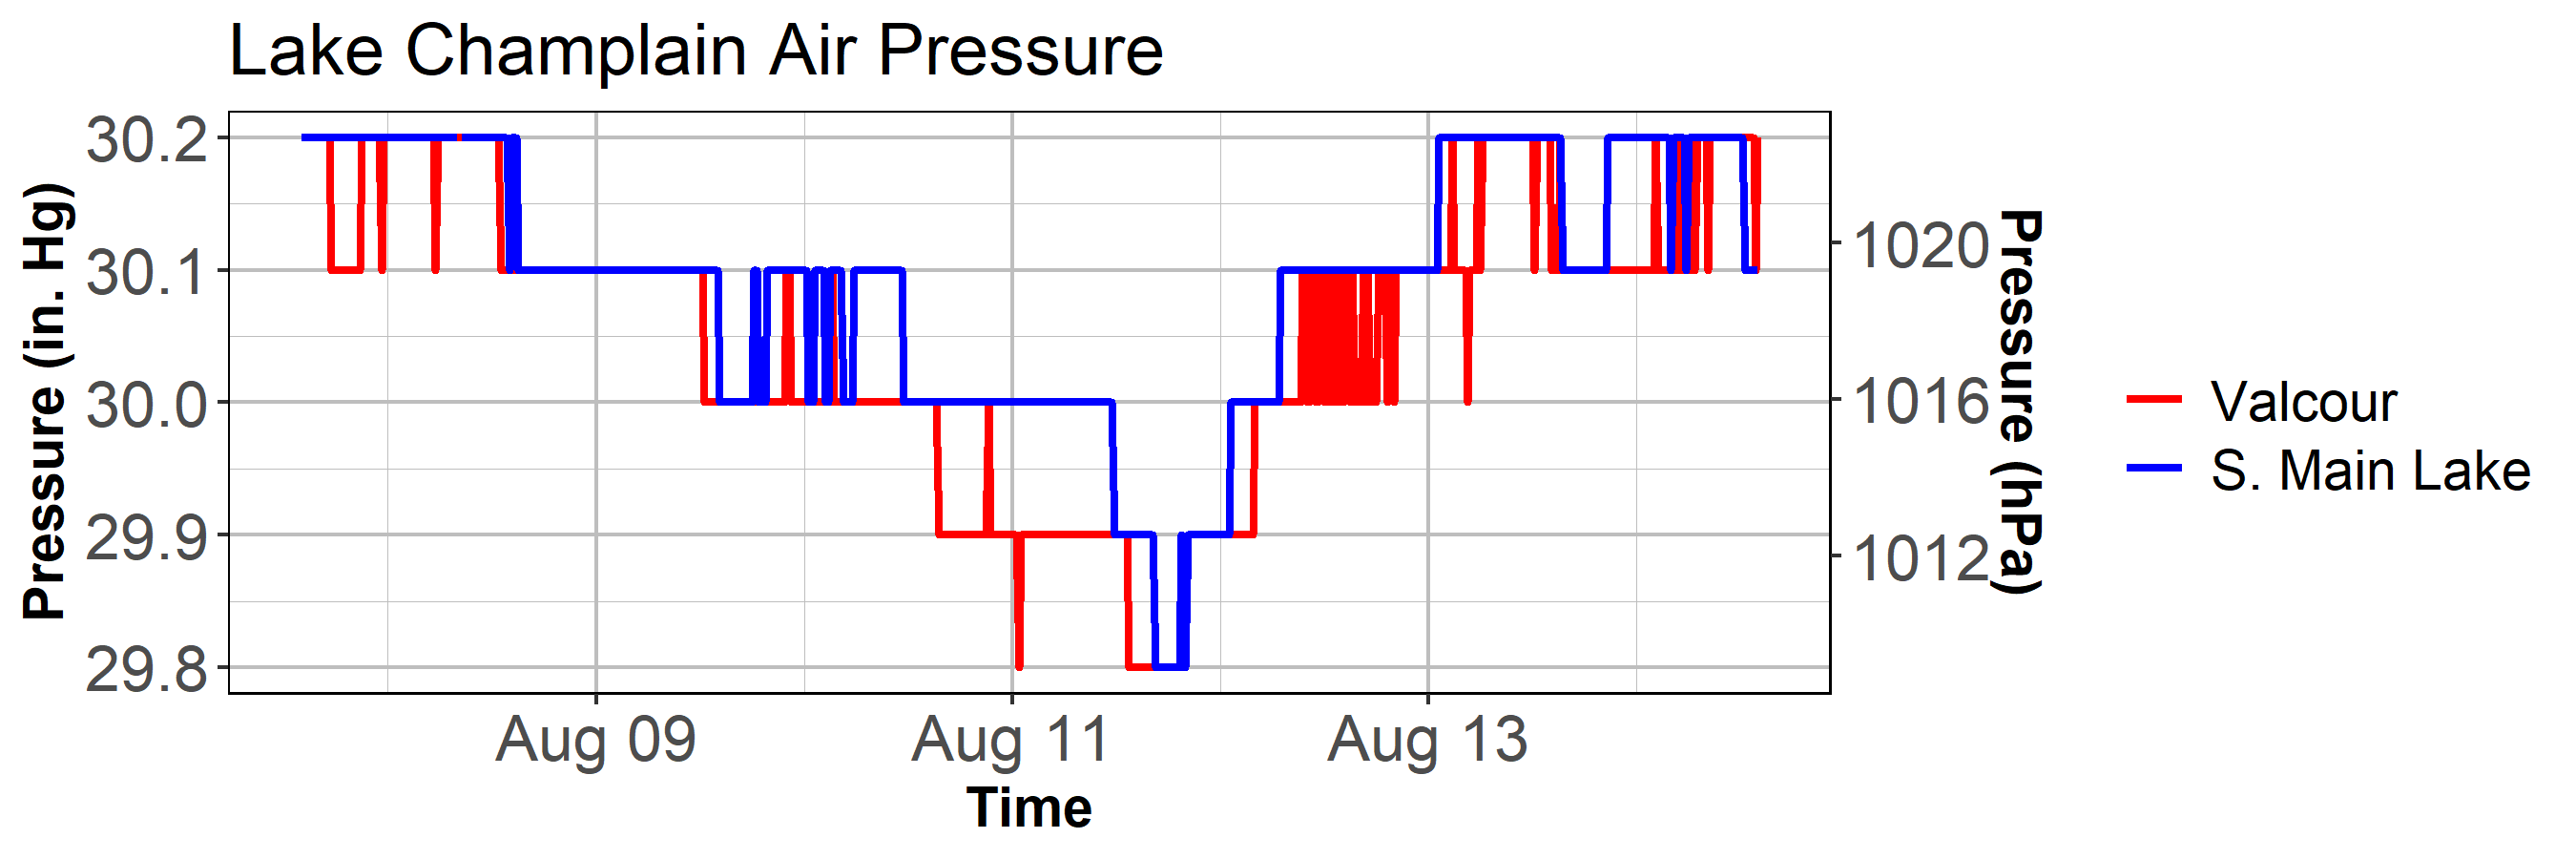 Lake Champlain Air Pressure
Pressure (in. Hg)
30.2
30.1
30.0
29.9
29.8
1020
1016
1012
Pressure (hPa)
Aug 09
Aug 11
Aug 13
Time
Valcour
S. Main Lake